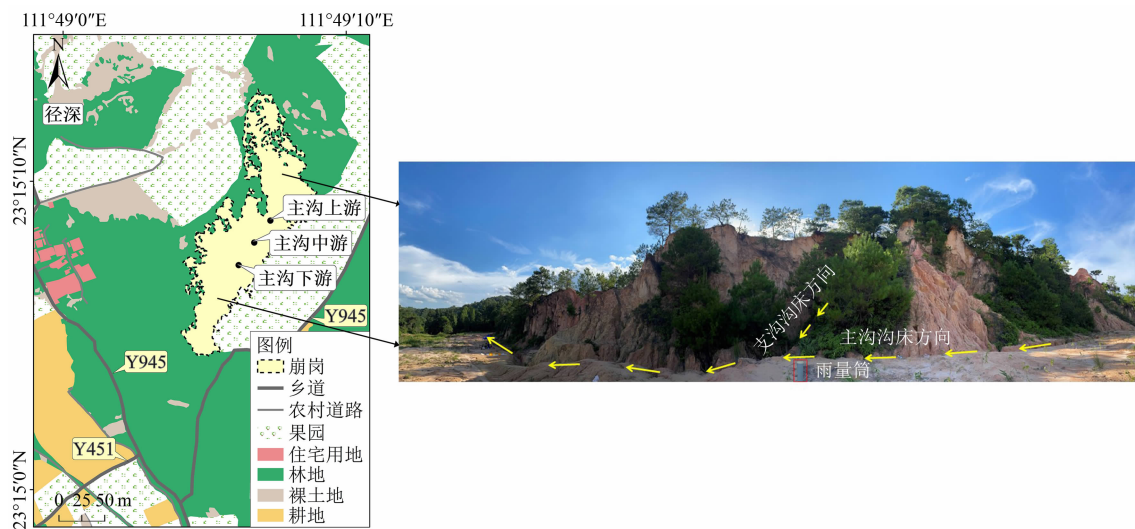 111°49′0″E
111°49′10″E
N
径深
23°15′10″N
主沟上游
主沟中游
主沟下游
Y945
Y945
Y451
图例
崩岗
乡道
农村道路
果园
住宅用地
林地
裸土地
耕地
23°15′0″N
0 25 50 m
支沟沟床方向
主沟沟床方向
雨量筒